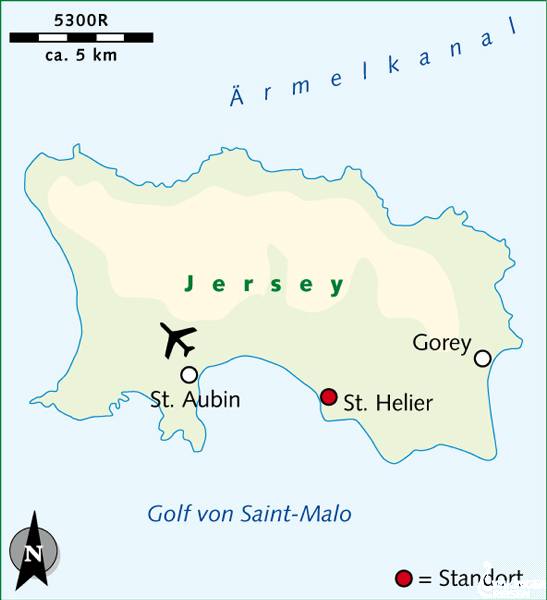 5300R
ca. 5 km
Ärmelkanal
Jersey
Gorey
St. Aubin
St. Helier
Golf von Saint-Malo
N
= Standort